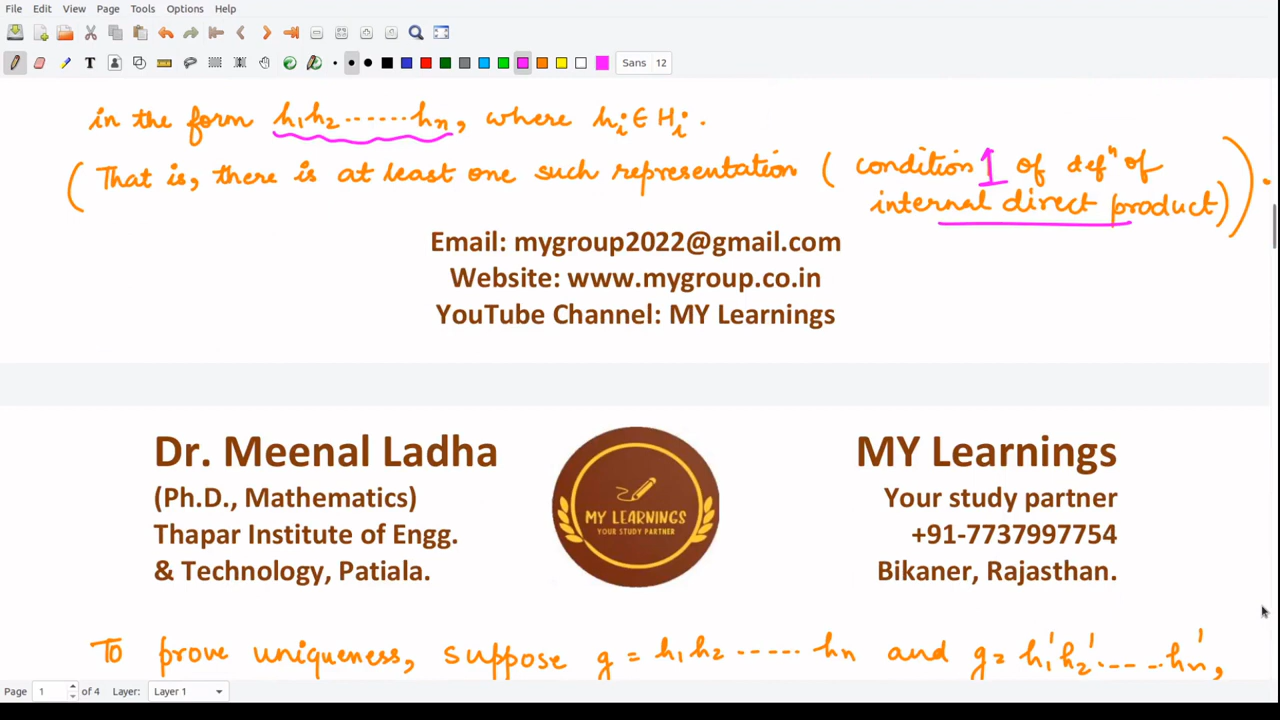 File Edit View Page Tools Options Help
T Sans 12
in the form h₁h₂......hₙ, where hᵢ∈Hᵢ.
(That is, there is at least one such representation (condition 1 of defⁿ of
internal direct product)).
Email: mygroup2022@gmail.com
Website: www.mygroup.co.in
YouTube Channel: MY Learnings
Dr. Meenal Ladha
(Ph.D., Mathematics)
Thapar Institute of Engg.
& Technology, Patiala.
MY LEARNINGS
YOUR STUDY PARTNER
MY Learnings
Your study partner
+91-7737997754
Bikaner, Rajasthan.
To prove uniqueness, suppose g = h₁h₂.....hₙ and g= h₁'h₂'.....hₙ',
Page 1 of 4 Layer: Layer 1